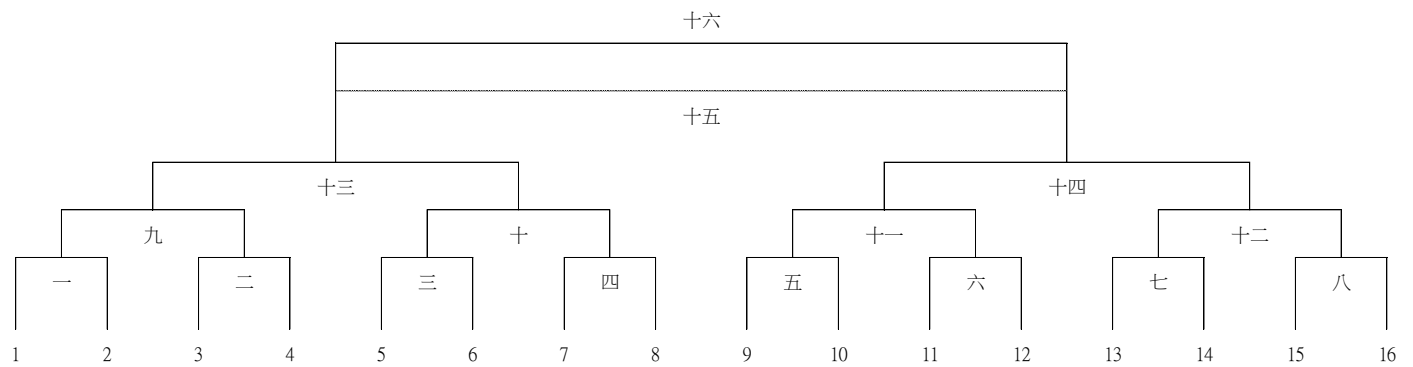 十六
十五
十三 十四
九 十 十一 十二
一 二 三 四 五 六 七 八
1 2 3 4 5 6 7 8 9 10 11 12 13 14 15 16